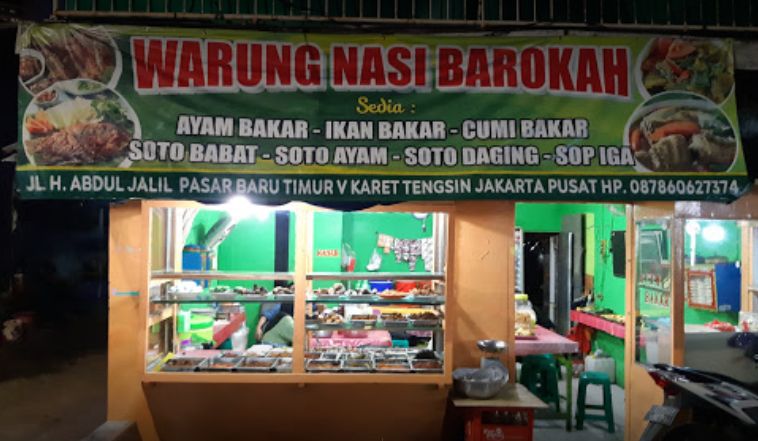 WARUNG NASI BAROKAH
Sedia :
AYAM BAKAR - IKAN BAKAR - CUMI BAKAR
SOTO BABAT - SOTO AYAM - SOTO DAGING - SOP IGA
JL. H. ABDUL JALIL PASAR BARU TIMUR V KARET TENGSIN JAKARTA PUSAT HP. 087860627374